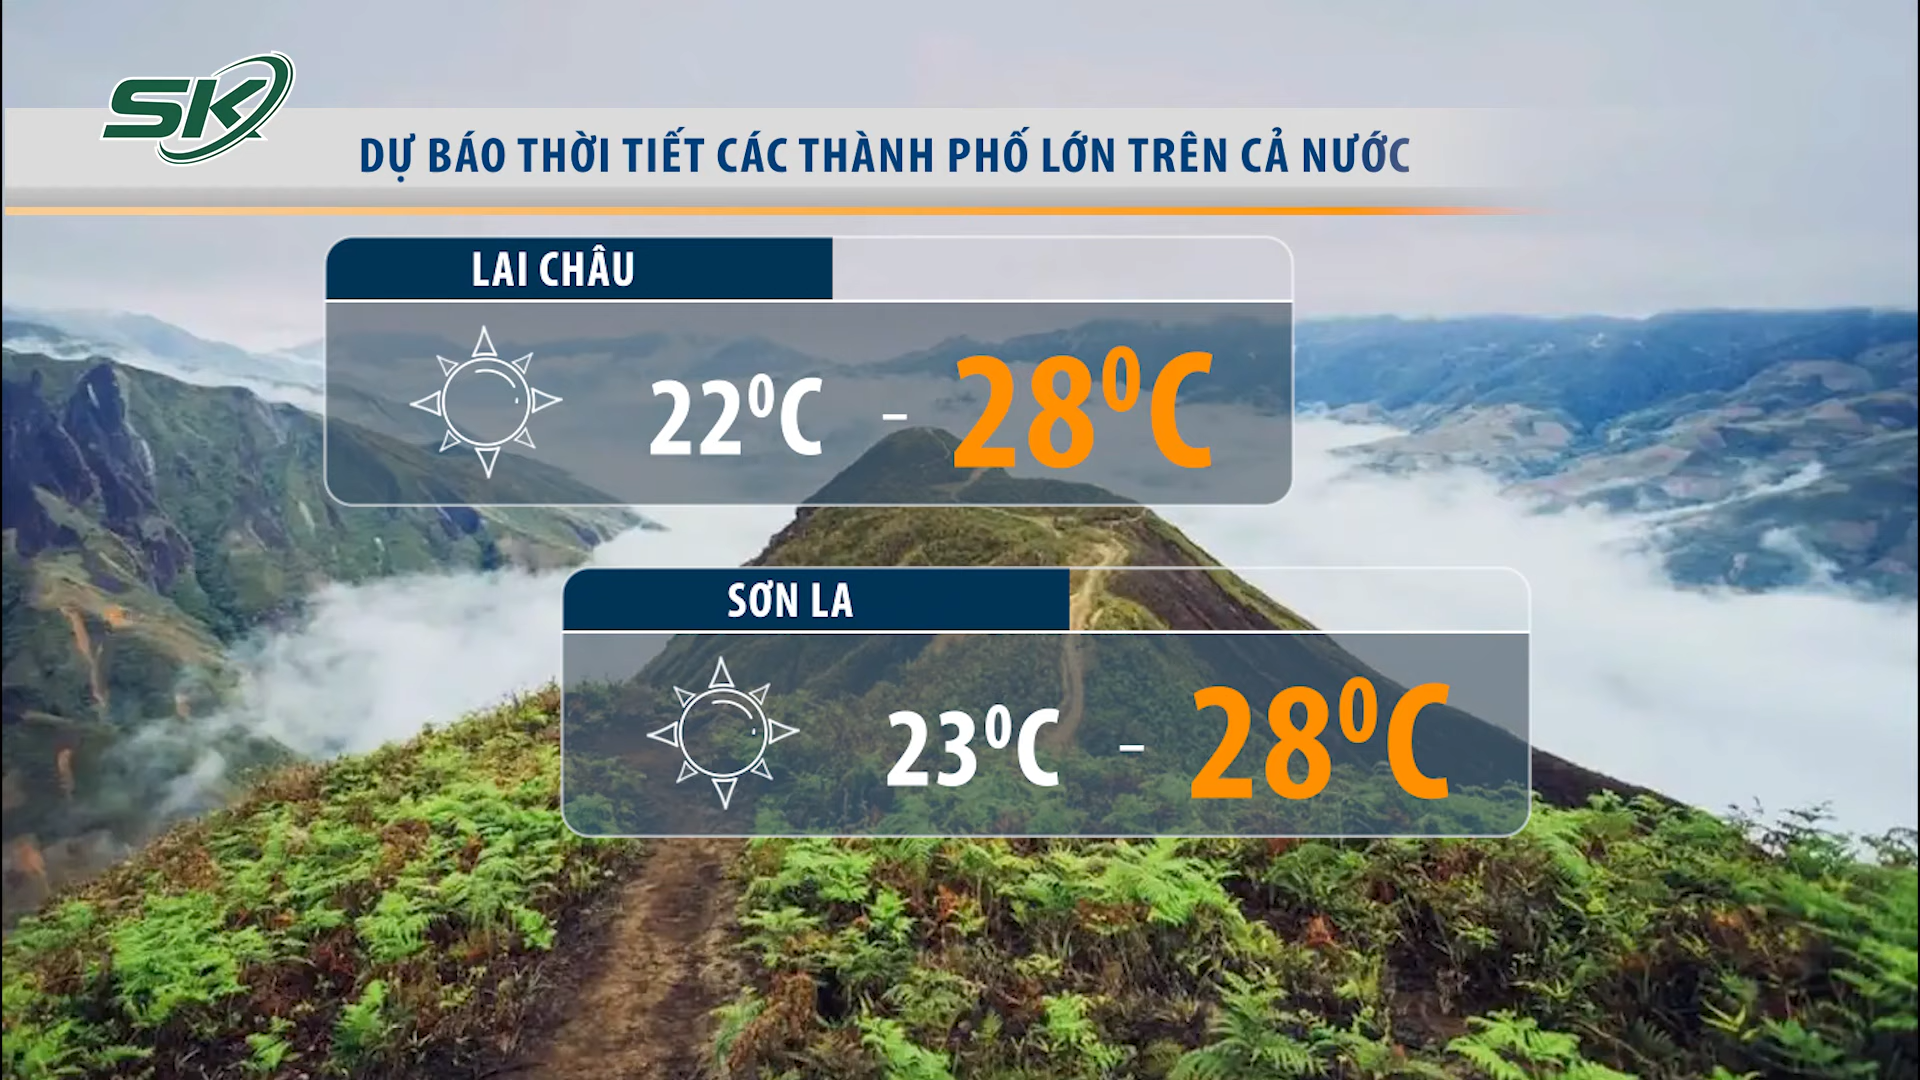 SK
DỰ BÁO THỜI TIẾT CÁC THÀNH PHỐ LỚN TRÊN CẢ NƯỚC
LAI CHÂU
22⁰C - 28⁰C
SƠN LA
23⁰C - 28⁰C